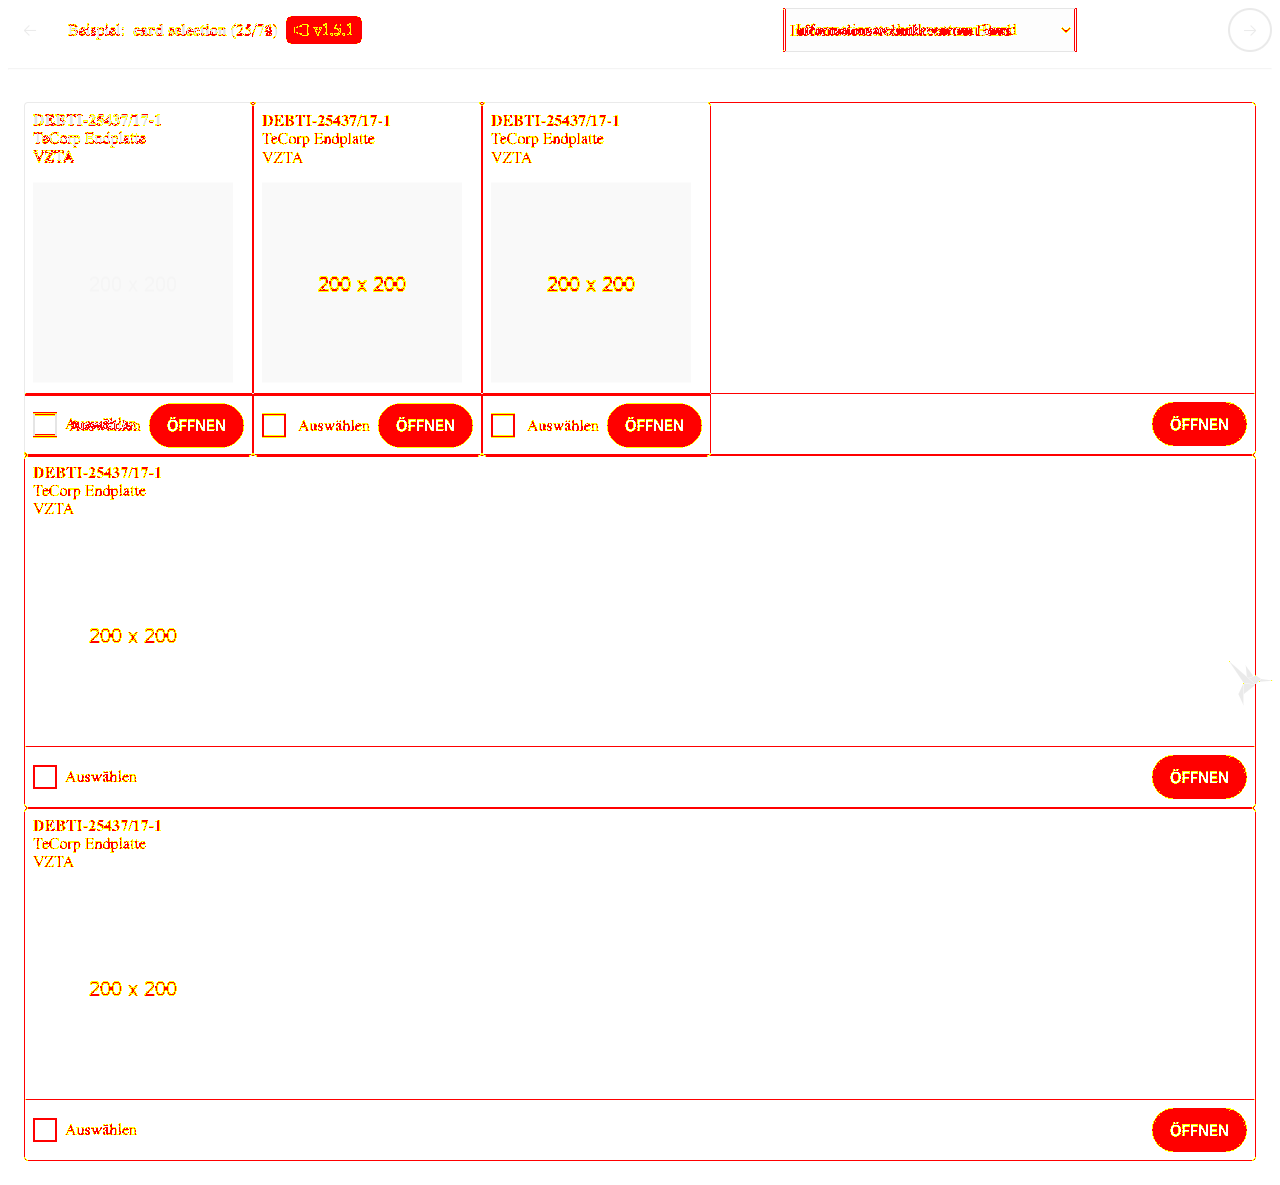 Beispiel: card selection (25/78) v1.5.1
DEBTI-25437/17-1
TeCorp Endplatte
VZTA
200 x 200
Auswählen
ÖFFNEN
DEBTI-25437/17-1
TeCorp Endplatte
VZTA
200 x 200
Auswählen
ÖFFNEN
DEBTI-25437/17-1
TeCorp Endplatte
VZTA
200 x 200
Auswählen
ÖFFNEN
ÖFFNEN
DEBTI-25437/17-1
TeCorp Endplatte
VZTA
200 x 200
Auswählen
ÖFFNEN
DEBTI-25437/17-1
TeCorp Endplatte
VZTA
200 x 200
Auswählen
ÖFFNEN